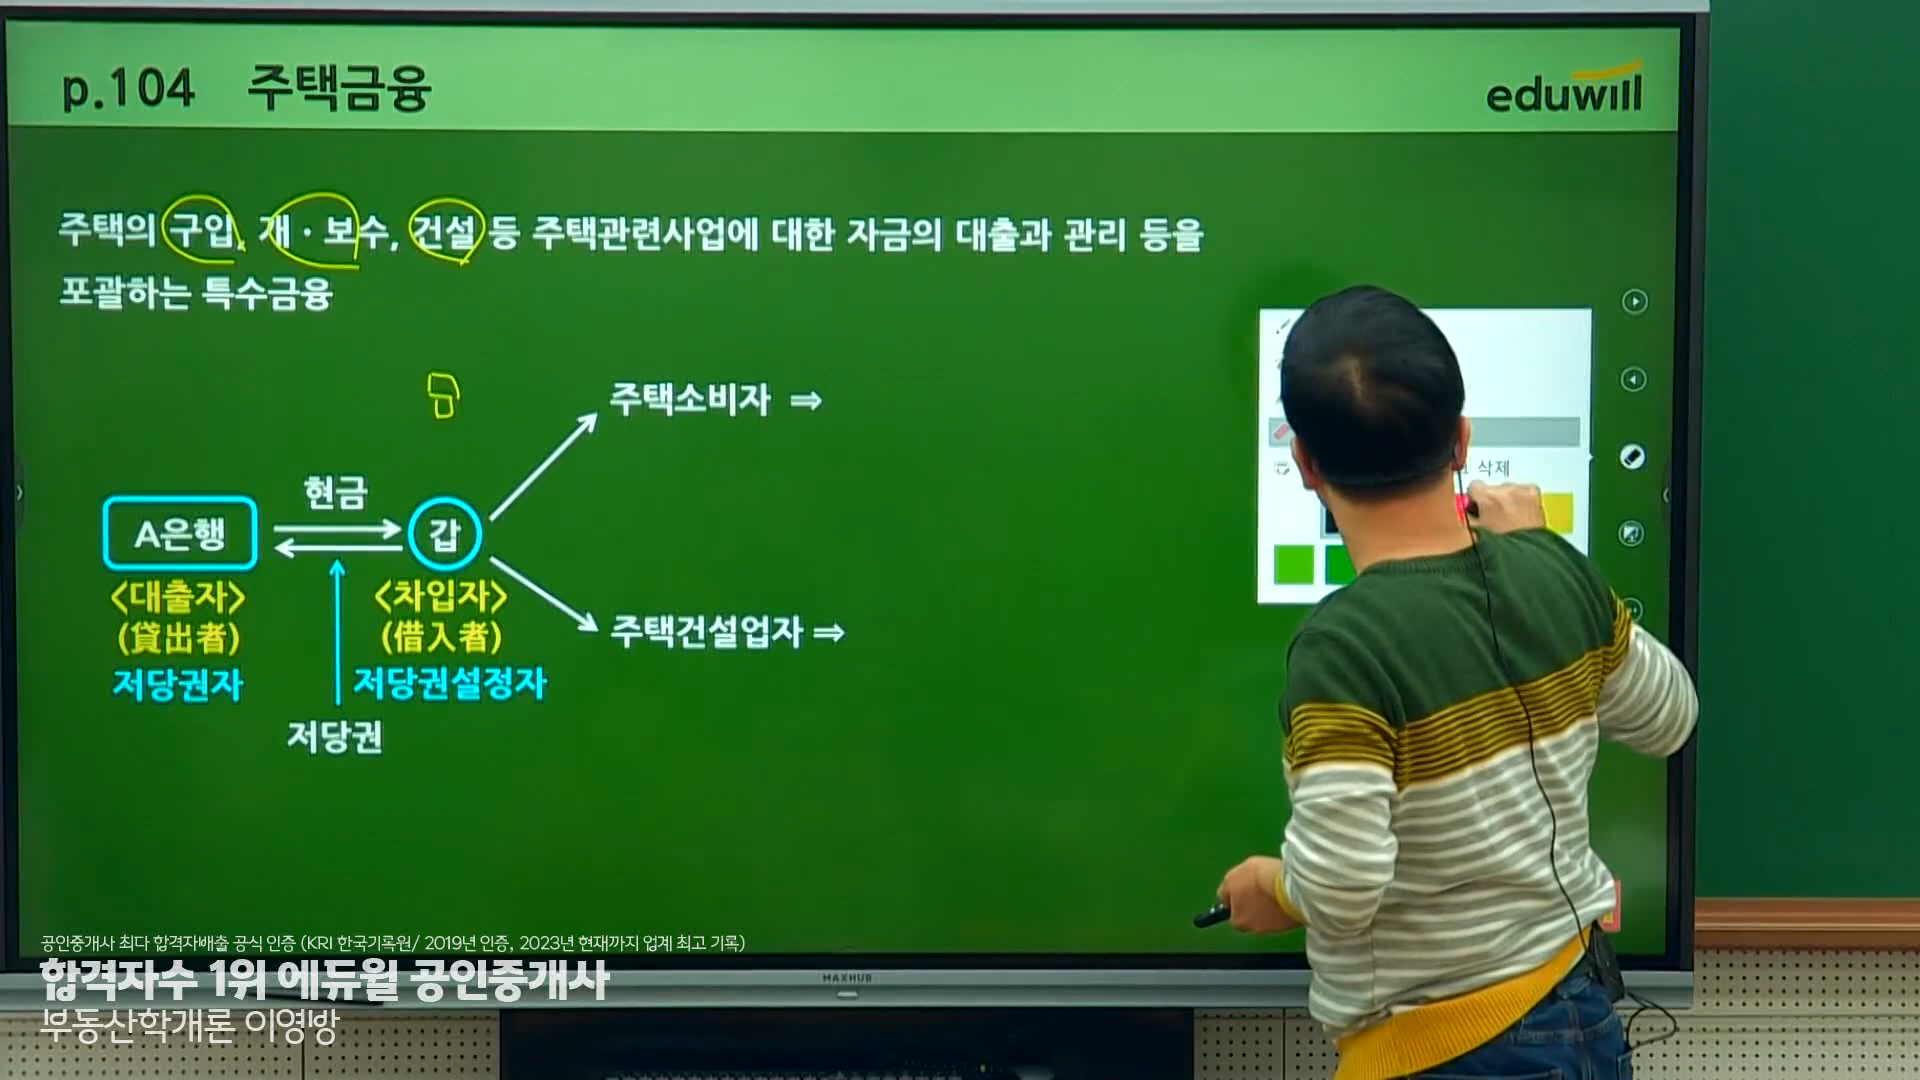 p.104 주택금융
eduwill
주택의 구입, 개·보수, 건설 등 주택관련사업에 대한 자금의 대출과 관리 등을
포괄하는 특수금융
주택소비자 ⇒
현금
A은행
갑
<대출자>
(貸出者)
저당권자
<차입자>
(借入者)
저당권설정자
저당권
주택건설업자 ⇒
삭제
MAXHUB
공인중개사 최다 합격자배출 공식 인증 (KRI 한국기록원/ 2019년 인증, 2023년 현재까지 업계 최고 기록)
합격자수 1위 에듀윌 공인중개사
부동산학개론 이영방